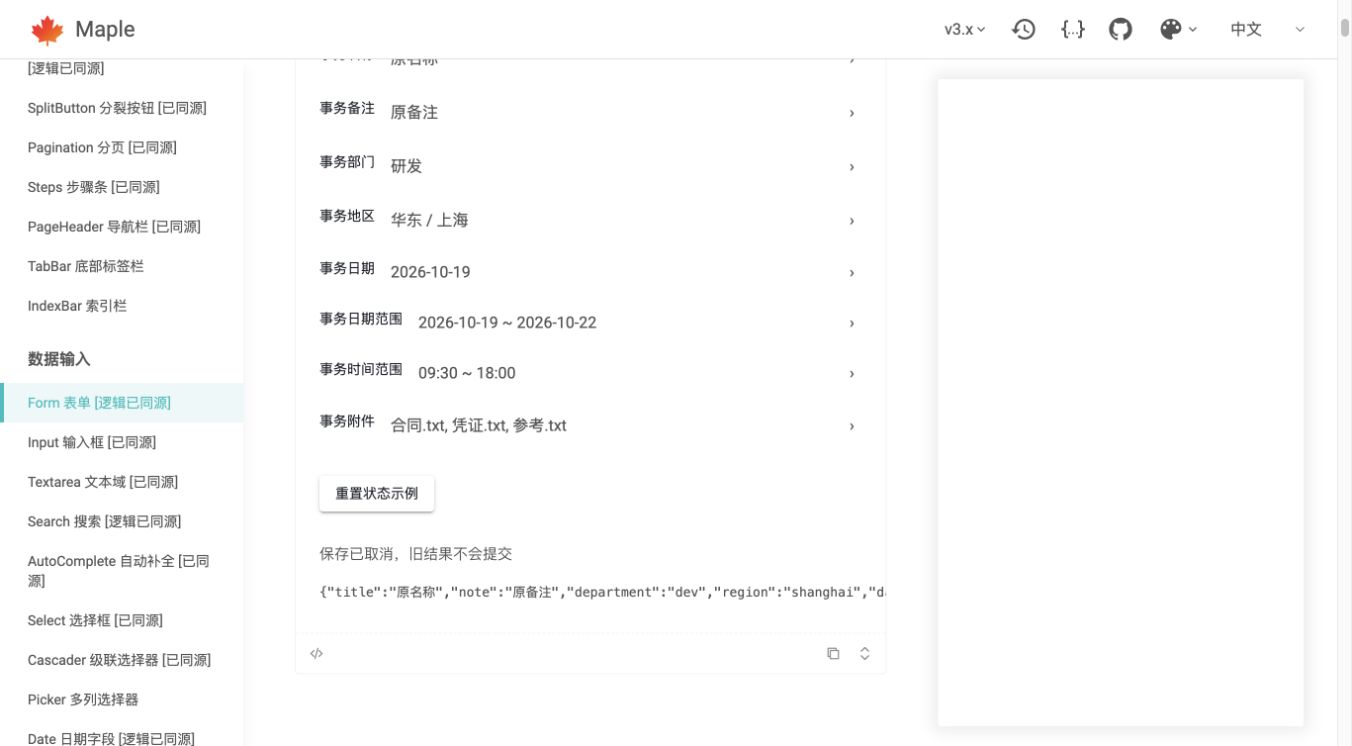 Maple
v3.x
中文
[逻辑已同源]
SplitButton 分裂按钮 [已同源]
Pagination 分页 [已同源]
Steps 步骤条 [已同源]
PageHeader 导航栏 [已同源]
TabBar 底部标签栏
IndexBar 索引栏
数据输入
Form 表单 [逻辑已同源]
Input 输入框 [已同源]
Textarea 文本域 [已同源]
Search 搜索 [逻辑已同源]
AutoComplete 自动补全 [已同
源]
Select 选择框 [已同源]
Cascader 级联选择器 [已同源]
Picker 多列选择器
Date 日期字段 [逻辑已同源]
原名称
事务备注 原备注
事务部门 研发
事务地区 华东 / 上海
事务日期 2026-10-19
事务日期范围 2026-10-19 ~ 2026-10-22
事务时间范围 09:30 ~ 18:00
事务附件 合同.txt, 凭证.txt, 参考.txt
重置状态示例
保存已取消，旧结果不会提交
{"title":"原名称","note":"原备注","department":"dev","region":"shanghai","da